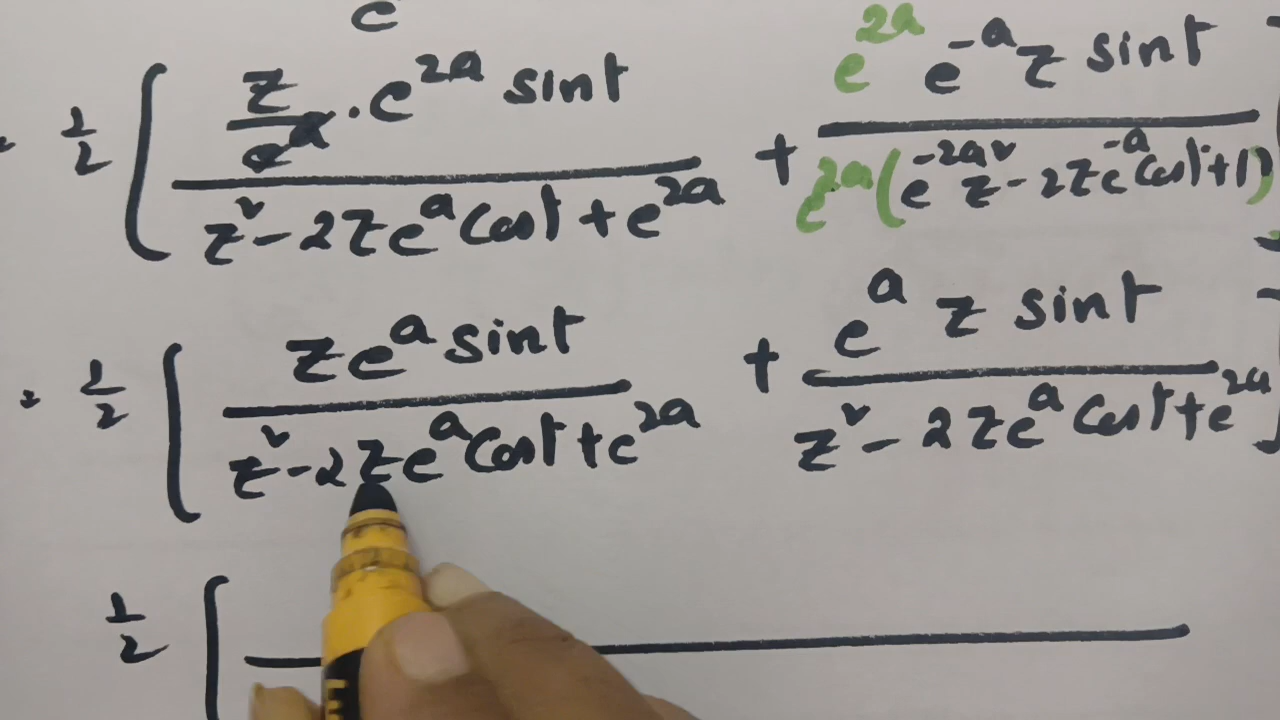 e
= 1/2 [ z/e^a · e^2a sint / z² - 2ze^a cost + e^2a + e^2a e^-a z sint / e^2a (e^-2a z² - 2ze^-a cost + 1) ]
= 1/2 [ ze^a sint / z² - 2ze^a cost + e^2a + e^a z sint / z² - 2ze^a cost + e^2a ]
1/2 [